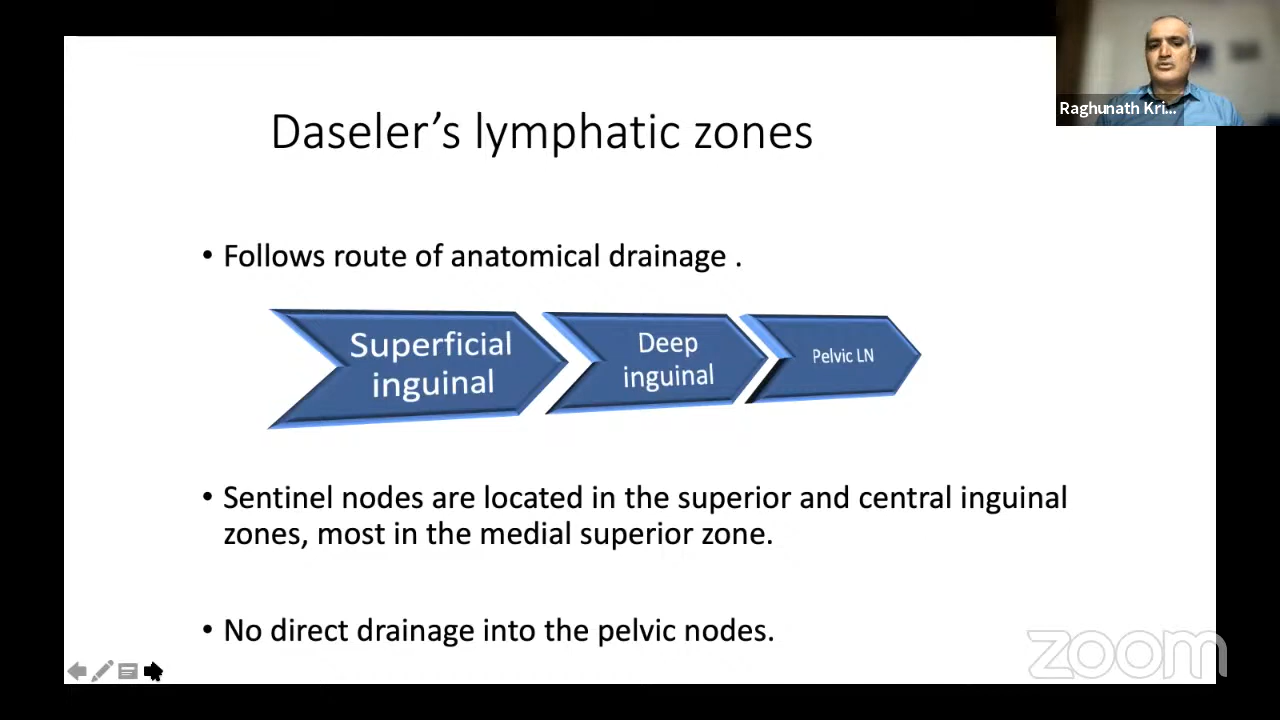 Raghunath Kri...
Daseler’s lymphatic zones
• Follows route of anatomical drainage .
Superficial
inguinal
Deep
inguinal
Pelvic LN
• Sentinel nodes are located in the superior and central inguinal
zones, most in the medial superior zone.
• No direct drainage into the pelvic nodes.
zoom